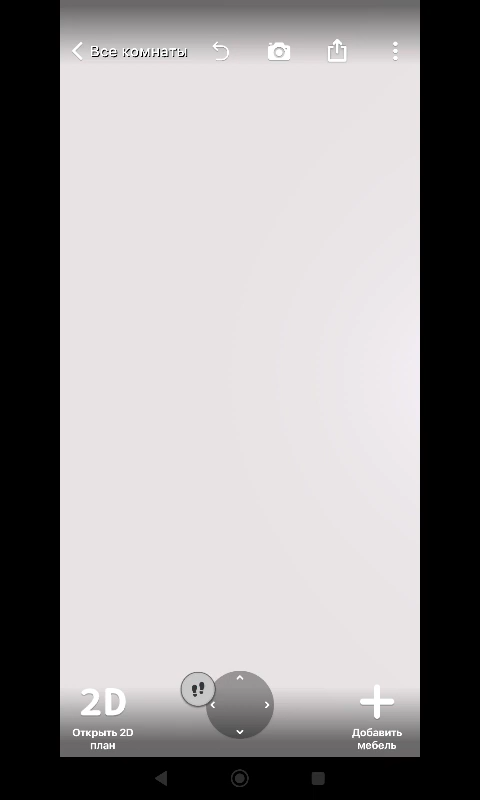 Все комнаты
2D
Открыть 2D
план
Добавить
мебель